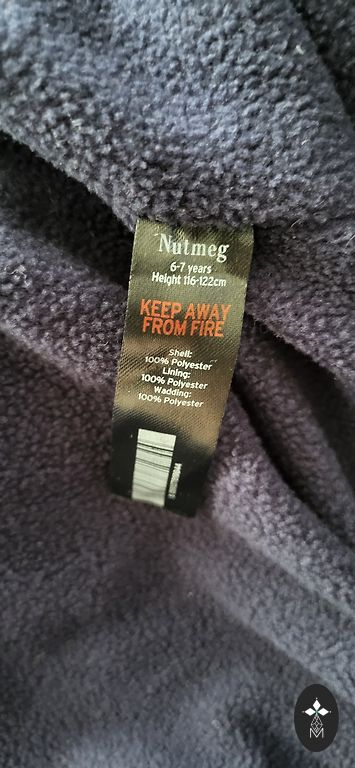 Nutmeg
6-7 years
Height 116-122cm
KEEP AWAY
FROM FIRE
Shell:
100% Polyester
Lining:
100% Polyester
Wadding:
100% Polyester
M